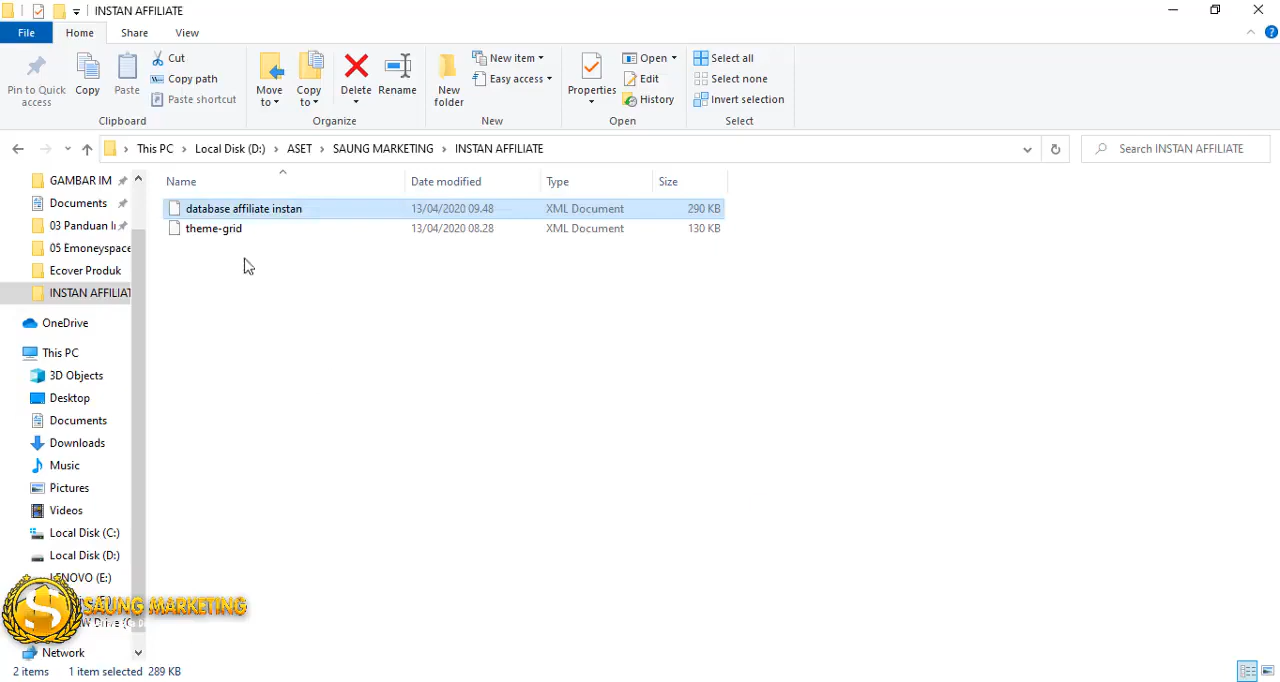 INSTAN AFFILIATE
File Home Share View
Pin to Quick access
Copy
Paste
Cut
Copy path
Paste shortcut
Clipboard
Move to
Copy to
Delete
Rename
Organize
New folder
New item
Easy access
New
Properties
Open
Edit
History
Open
Select all
Select none
Invert selection
Select
This PC › Local Disk (D:) › ASET › SAUNG MARKETING › INSTAN AFFILIATE
Search INSTAN AFFILIATE
Name Date modified Type Size
database affiliate instan 13/04/2020 09.48 XML Document 290 KB
theme-grid 13/04/2020 08.28 XML Document 130 KB
GAMBAR IM
Documents
03 Panduan I
05 Emoneyspace
Ecover Produk
INSTAN AFFILIAT
OneDrive
This PC
3D Objects
Desktop
Documents
Downloads
Music
Pictures
Videos
Local Disk (C:)
Local Disk (D:)
LENOVO (E:)
SAUNG MARKETING
Network
2 items 1 item selected 289 KB